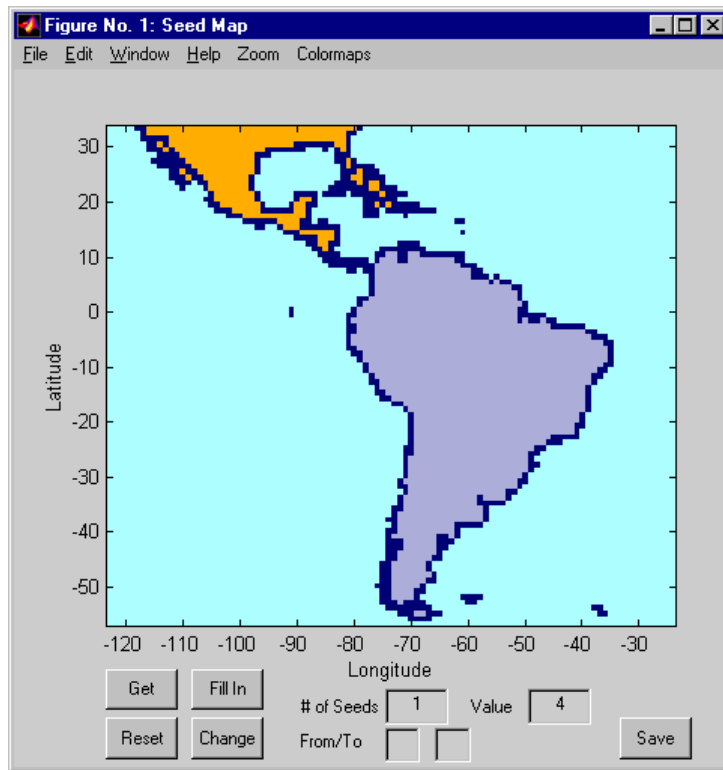 Figure No. 1: Seed Map
File Edit Window Help Zoom Colormaps
30
20
10
0
-10
-20
-30
-40
-50
Latitude
-120 -110 -100 -90 -80 -70 -60 -50 -40 -30
Longitude
Get Fill In
# of Seeds 1 Value 4
Reset Change From/To Save